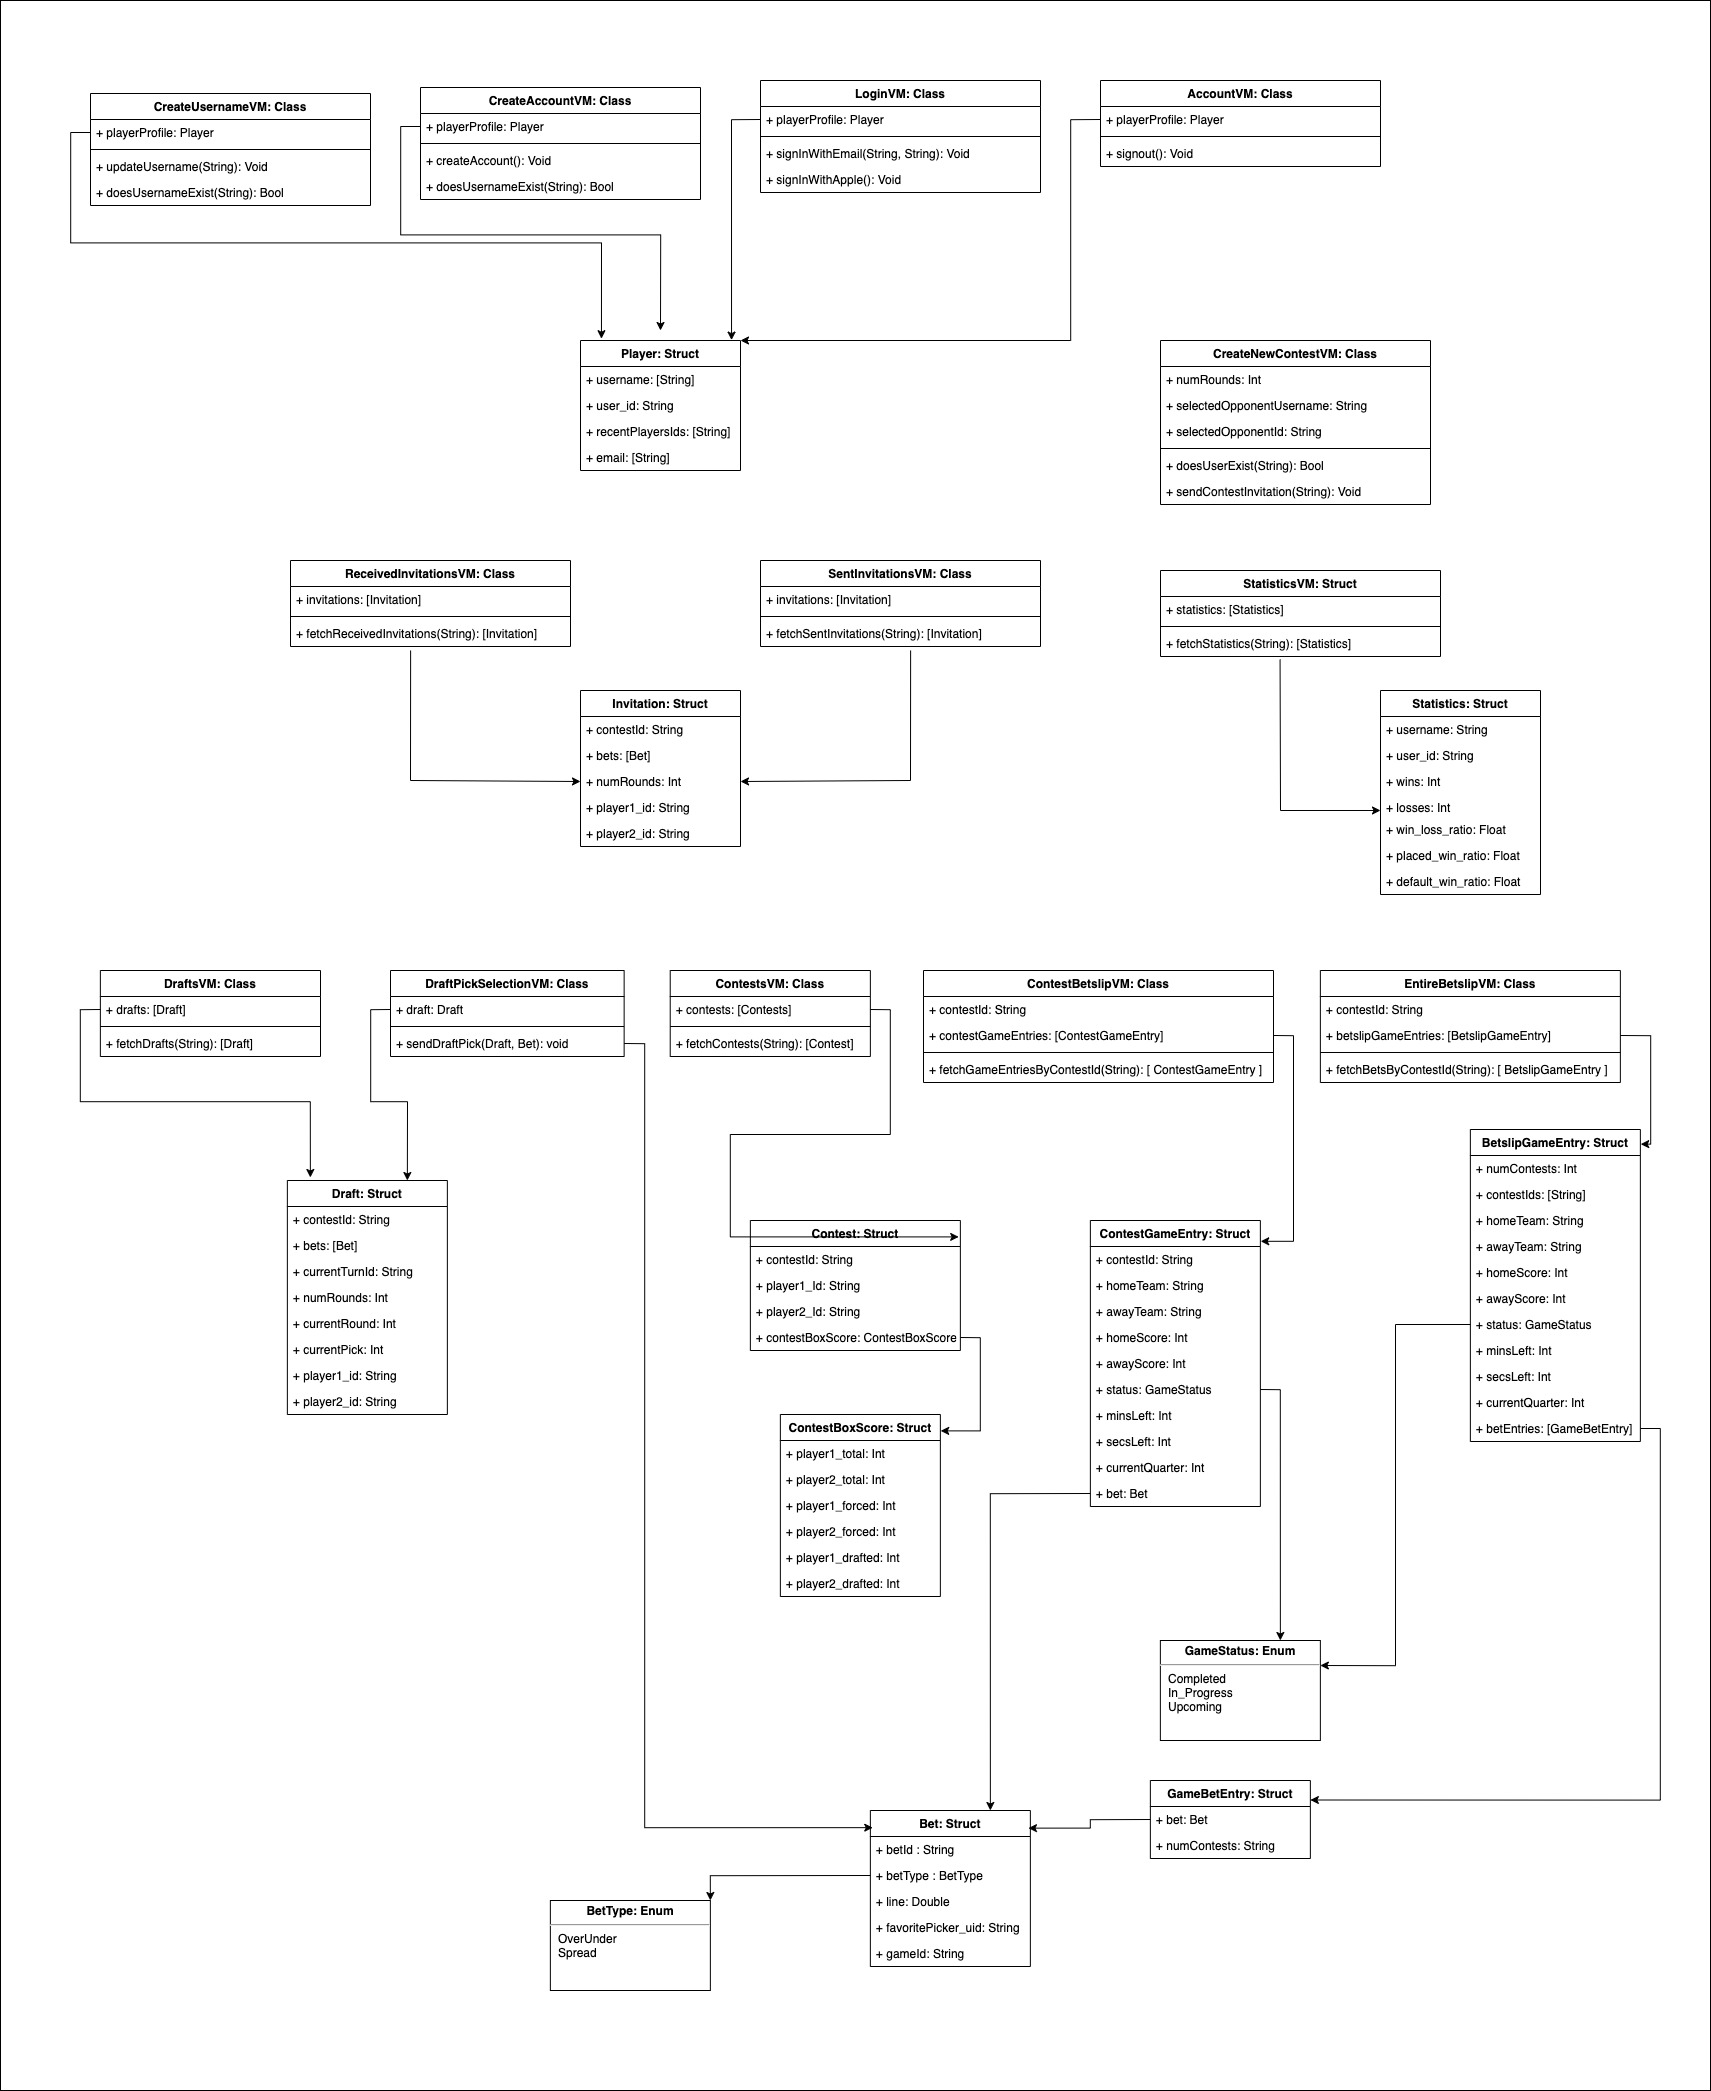 CreateUsernameVM: Class
+ playerProfile: Player
+ updateUsername(String): Void
+ doesUsernameExist(String): Bool
CreateAccountVM: Class
+ playerProfile: Player
+ createAccount(): Void
+ doesUsernameExist(String): Bool
LoginVM: Class
+ playerProfile: Player
+ signInWithEmail(String, String): Void
+ signInWithApple(): Void
AccountVM: Class
+ playerProfile: Player
+ signout(): Void
Player: Struct
+ username: [String]
+ user_id: String
+ recentPlayersIds: [String]
+ email: [String]
CreateNewContestVM: Class
+ numRounds: Int
+ selectedOpponentUsername: String
+ selectedOpponentId: String
+ doesUserExist(String): Bool
+ sendContestInvitation(String): Void
ReceivedInvitationsVM: Class
+ invitations: [Invitation]
+ fetchReceivedInvitations(String): [Invitation]
SentInvitationsVM: Class
+ invitations: [Invitation]
+ fetchSentInvitations(String): [Invitation]
StatisticsVM: Struct
+ statistics: [Statistics]
+ fetchStatistics(String): [Statistics]
Invitation: Struct
+ contestId: String
+ bets: [Bet]
+ numRounds: Int
+ player1_id: String
+ player2_id: String
Statistics: Struct
+ username: String
+ user_id: String
+ wins: Int
+ losses: Int
+ win_loss_ratio: Float
+ placed_win_ratio: Float
+ default_win_ratio: Float
DraftsVM: Class
+ drafts: [Draft]
+ fetchDrafts(String): [Draft]
DraftPickSelectionVM: Class
+ draft: Draft
+ sendDraftPick(Draft, Bet): void
ContestsVM: Class
+ contests: [Contests]
+ fetchContests(String): [Contest]
ContestBetslipVM: Class
+ contestId: String
+ contestGameEntries: [ContestGameEntry]
+ fetchGameEntriesByContestId(String): [ ContestGameEntry ]
EntireBetslipVM: Class
+ contestId: String
+ betslipGameEntries: [BetslipGameEntry]
+ fetchBetsByContestId(String): [ BetslipGameEntry ]
Draft: Struct
+ contestId: String
+ bets: [Bet]
+ currentTurnId: String
+ numRounds: Int
+ currentRound: Int
+ currentPick: Int
+ player1_id: String
+ player2_id: String
Contest: Struct
+ contestId: String
+ player1_Id: String
+ player2_Id: String
+ contestBoxScore: ContestBoxScore
ContestGameEntry: Struct
+ contestId: String
+ homeTeam: String
+ awayTeam: String
+ homeScore: Int
+ awayScore: Int
+ status: GameStatus
+ minsLeft: Int
+ secsLeft: Int
+ currentQuarter: Int
+ bet: Bet
BetslipGameEntry: Struct
+ numContests: Int
+ contestIds: [String]
+ homeTeam: String
+ awayTeam: String
+ homeScore: Int
+ awayScore: Int
+ status: GameStatus
+ minsLeft: Int
+ secsLeft: Int
+ currentQuarter: Int
+ betEntries: [GameBetEntry]
ContestBoxScore: Struct
+ player1_total: Int
+ player2_total: Int
+ player1_forced: Int
+ player2_forced: Int
+ player1_drafted: Int
+ player2_drafted: Int
GameStatus: Enum
Completed
In_Progress
Upcoming
GameBetEntry: Struct
+ bet: Bet
+ numContests: String
Bet: Struct
+ betId : String
+ betType : BetType
+ line: Double
+ favoritePicker_uid: String
+ gameId: String
BetType: Enum
OverUnder
Spread